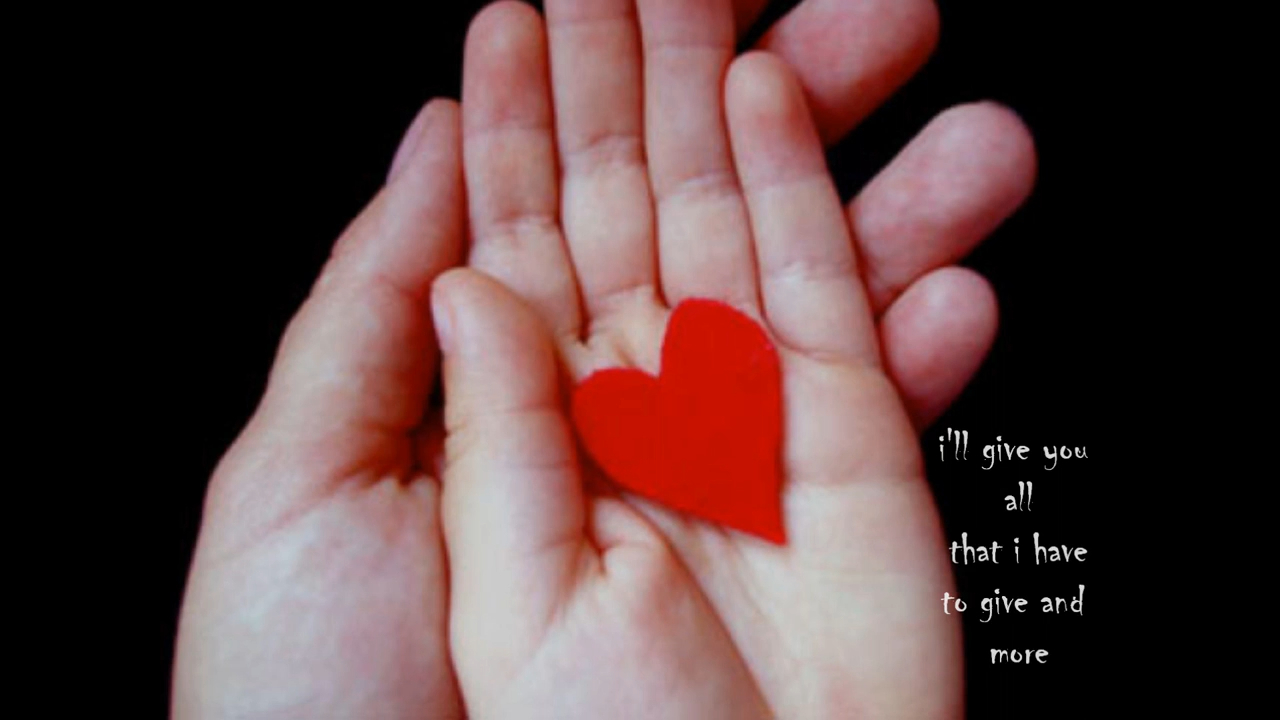 i'll give you
all
that i have
to give and
more